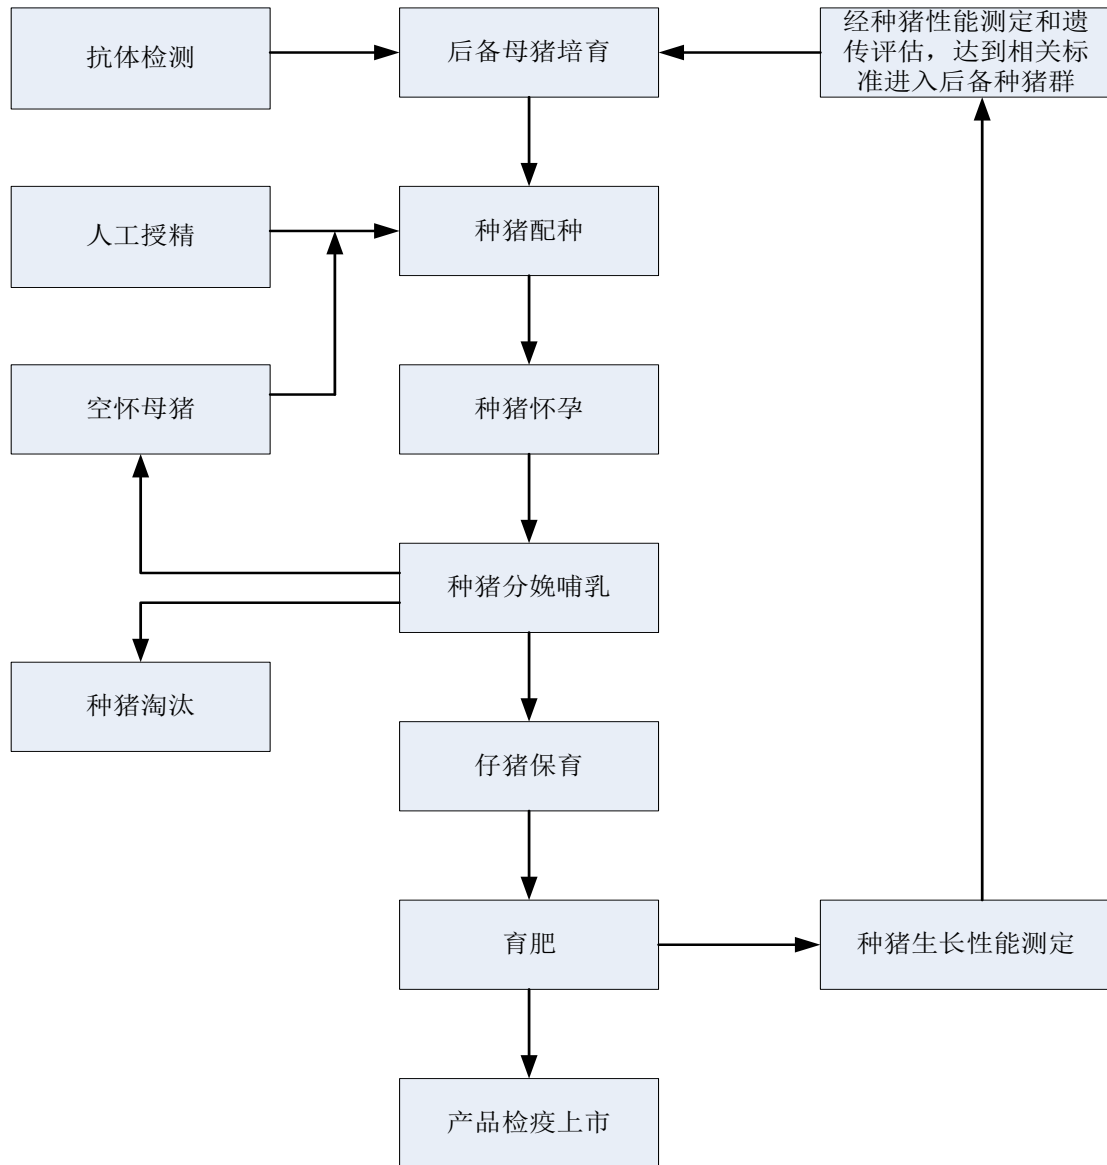 抗体检测
后备母猪培育
经种猪性能测定和遗
传评估，达到相关标
准进入后备种猪群
人工授精
种猪配种
空怀母猪
种猪怀孕
种猪分娩哺乳
种猪淘汰
仔猪保育
育肥
种猪生长性能测定
产品检疫上市